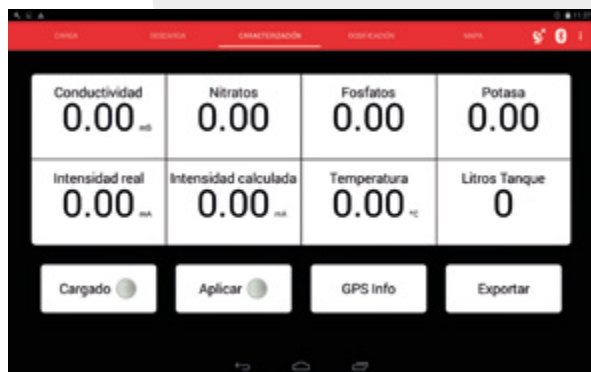 CARGA DESCARGA CARACTERIZACIÓN DOSIFICACIÓN MAPA
Conductividad Nitratos Fosfatos Potasa
0.00 mS 0.00 0.00 0.00
Intensidad real Intensidad calculada Temperatura Litros Tanque
0.00 mA 0.00 mA 0.00 °C 0
Cargado Aplicar GPS Info Exportar